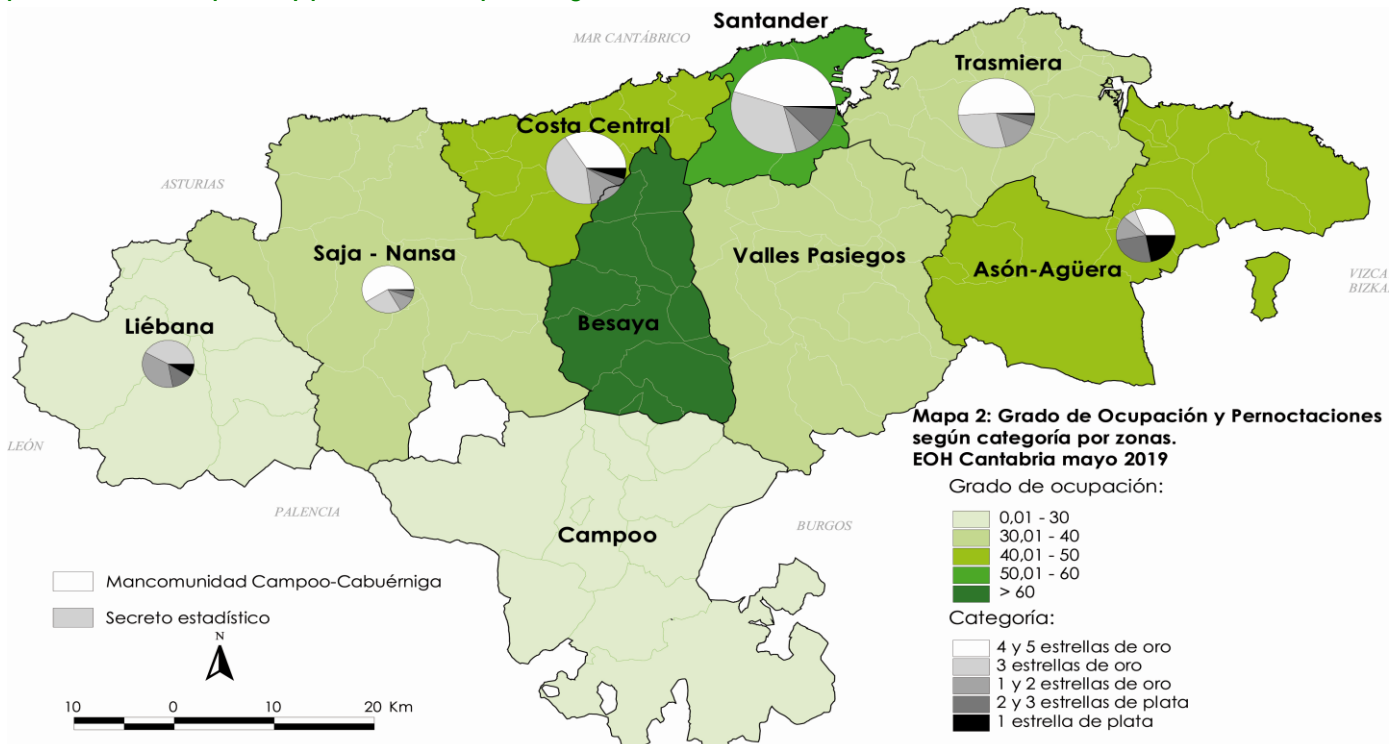 Santander
MAR CANTÁBRICO
Trasmiera
Costa Central
ASTURIAS
Saja - Nansa
Valles Pasiegos
Asón-Agüera
VIZCA
BIZKA
Liébana
Besaya
LEÓN
Mapa 2: Grado de Ocupación y Pernoctaciones
según categoría por zonas.
EOH Cantabria mayo 2019
Grado de ocupación:
0,01 - 30
30,01 - 40
40,01 - 50
50,01 - 60
> 60
PALENCIA
BURGOS
Campoo
Mancomunidad Campoo-Cabuérniga
Secreto estadístico
Categoría:
4 y 5 estrellas de oro
3 estrellas de oro
1 y 2 estrellas de oro
2 y 3 estrellas de plata
1 estrella de plata
N
10 0 10 20 Km